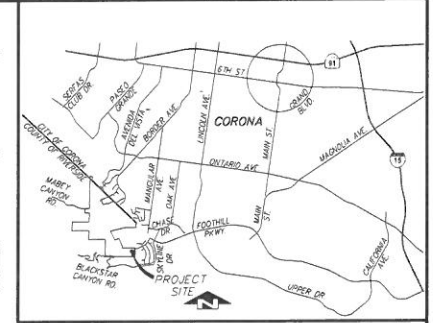 91
6TH ST.
SERFAS CLUB DR.
PASEO GRANDE
AVENIDA DEL VISTA
BORDER AVE
LINCOLN AVE.
CORONA
MAIN ST.
GRAND BLVD.
MAGNOLIA AVE.
15
CITY OF CORONA
COUNTY OF RIVERSIDE
ONTARIO AVE
MABEY CANYON RD.
MANGULAR AVE
OAK AVE
CHASE DR
FOOTHILL PKWY
MAIN ST.
SKYLINE DR
BLACKSTAR CANYON RD.
PROJECT SITE
N
UPPER DR
CALIFORNIA AVE.